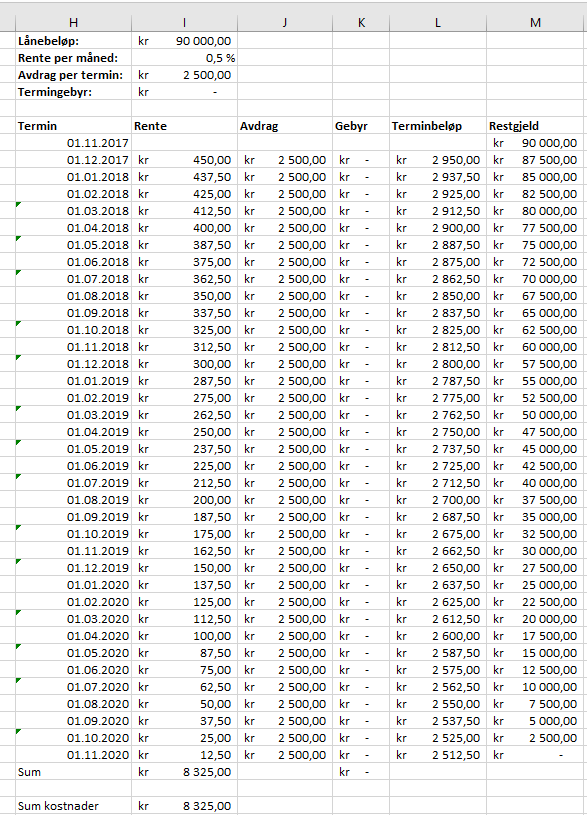 H I J K L M
Lånebeløp: kr 90 000,00
Rente per måned: 0,5 %
Avdrag per termin: kr 2 500,00
Termingebyr: kr -
Termin Rente Avdrag Gebyr Terminbeløp Restgjeld
01.11.2017 kr 90 000,00
01.12.2017 kr 450,00 kr 2 500,00 kr - kr 2 950,00 kr 87 500,00
01.01.2018 kr 437,50 kr 2 500,00 kr - kr 2 937,50 kr 85 000,00
01.02.2018 kr 425,00 kr 2 500,00 kr - kr 2 925,00 kr 82 500,00
01.03.2018 kr 412,50 kr 2 500,00 kr - kr 2 912,50 kr 80 000,00
01.04.2018 kr 400,00 kr 2 500,00 kr - kr 2 900,00 kr 77 500,00
01.05.2018 kr 387,50 kr 2 500,00 kr - kr 2 887,50 kr 75 000,00
01.06.2018 kr 375,00 kr 2 500,00 kr - kr 2 875,00 kr 72 500,00
01.07.2018 kr 362,50 kr 2 500,00 kr - kr 2 862,50 kr 70 000,00
01.08.2018 kr 350,00 kr 2 500,00 kr - kr 2 850,00 kr 67 500,00
01.09.2018 kr 337,50 kr 2 500,00 kr - kr 2 837,50 kr 65 000,00
01.10.2018 kr 325,00 kr 2 500,00 kr - kr 2 825,00 kr 62 500,00
01.11.2018 kr 312,50 kr 2 500,00 kr - kr 2 812,50 kr 60 000,00
01.12.2018 kr 300,00 kr 2 500,00 kr - kr 2 800,00 kr 57 500,00
01.01.2019 kr 287,50 kr 2 500,00 kr - kr 2 787,50 kr 55 000,00
01.02.2019 kr 275,00 kr 2 500,00 kr - kr 2 775,00 kr 52 500,00
01.03.2019 kr 262,50 kr 2 500,00 kr - kr 2 762,50 kr 50 000,00
01.04.2019 kr 250,00 kr 2 500,00 kr - kr 2 750,00 kr 47 500,00
01.05.2019 kr 237,50 kr 2 500,00 kr - kr 2 737,50 kr 45 000,00
01.06.2019 kr 225,00 kr 2 500,00 kr - kr 2 725,00 kr 42 500,00
01.07.2019 kr 212,50 kr 2 500,00 kr - kr 2 712,50 kr 40 000,00
01.08.2019 kr 200,00 kr 2 500,00 kr - kr 2 700,00 kr 37 500,00
01.09.2019 kr 187,50 kr 2 500,00 kr - kr 2 687,50 kr 35 000,00
01.10.2019 kr 175,00 kr 2 500,00 kr - kr 2 675,00 kr 32 500,00
01.11.2019 kr 162,50 kr 2 500,00 kr - kr 2 662,50 kr 30 000,00
01.12.2019 kr 150,00 kr 2 500,00 kr - kr 2 650,00 kr 27 500,00
01.01.2020 kr 137,50 kr 2 500,00 kr - kr 2 637,50 kr 25 000,00
01.02.2020 kr 125,00 kr 2 500,00 kr - kr 2 625,00 kr 22 500,00
01.03.2020 kr 112,50 kr 2 500,00 kr - kr 2 612,50 kr 20 000,00
01.04.2020 kr 100,00 kr 2 500,00 kr - kr 2 600,00 kr 17 500,00
01.05.2020 kr 87,50 kr 2 500,00 kr - kr 2 587,50 kr 15 000,00
01.06.2020 kr 75,00 kr 2 500,00 kr - kr 2 575,00 kr 12 500,00
01.07.2020 kr 62,50 kr 2 500,00 kr - kr 2 562,50 kr 10 000,00
01.08.2020 kr 50,00 kr 2 500,00 kr - kr 2 550,00 kr 7 500,00
01.09.2020 kr 37,50 kr 2 500,00 kr - kr 2 537,50 kr 5 000,00
01.10.2020 kr 25,00 kr 2 500,00 kr - kr 2 525,00 kr 2 500,00
01.11.2020 kr 12,50 kr 2 500,00 kr - kr 2 512,50 kr -
Sum kr 8 325,00 kr -
Sum kostnader kr 8 325,00